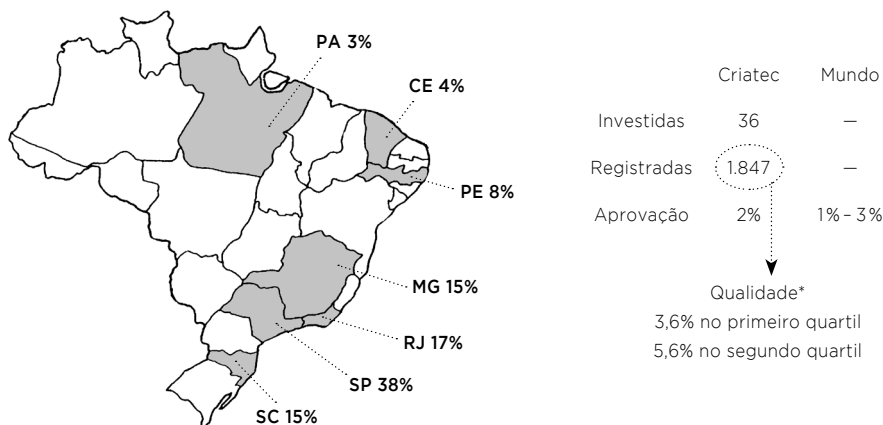 PA 3%
CE 4%
PE 8%
MG 15%
RJ 17%
SP 38%
SC 15%
Criatec Mundo
Investidas 36 —
Registradas 1.847 —
Aprovação 2% 1% – 3%
Qualidade*
3,6% no primeiro quartil
5,6% no segundo quartil